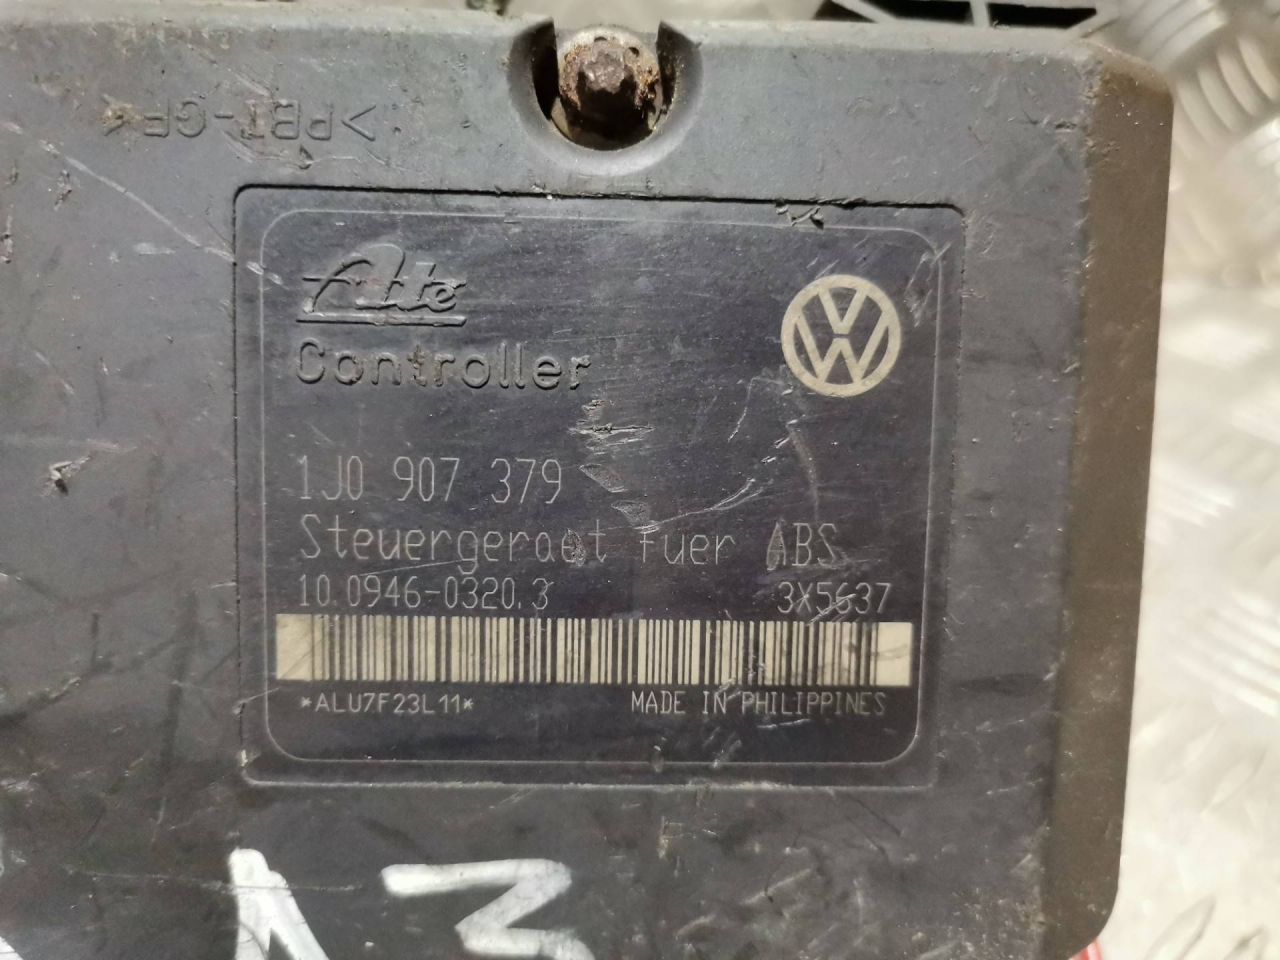 >PBT-GF<
Ate
Controller
1J0 907 379
Steuergeraet fuer ABS
10.0946-0320.3 3X5637
*ALU7F23L11*
MADE IN PHILIPPINES